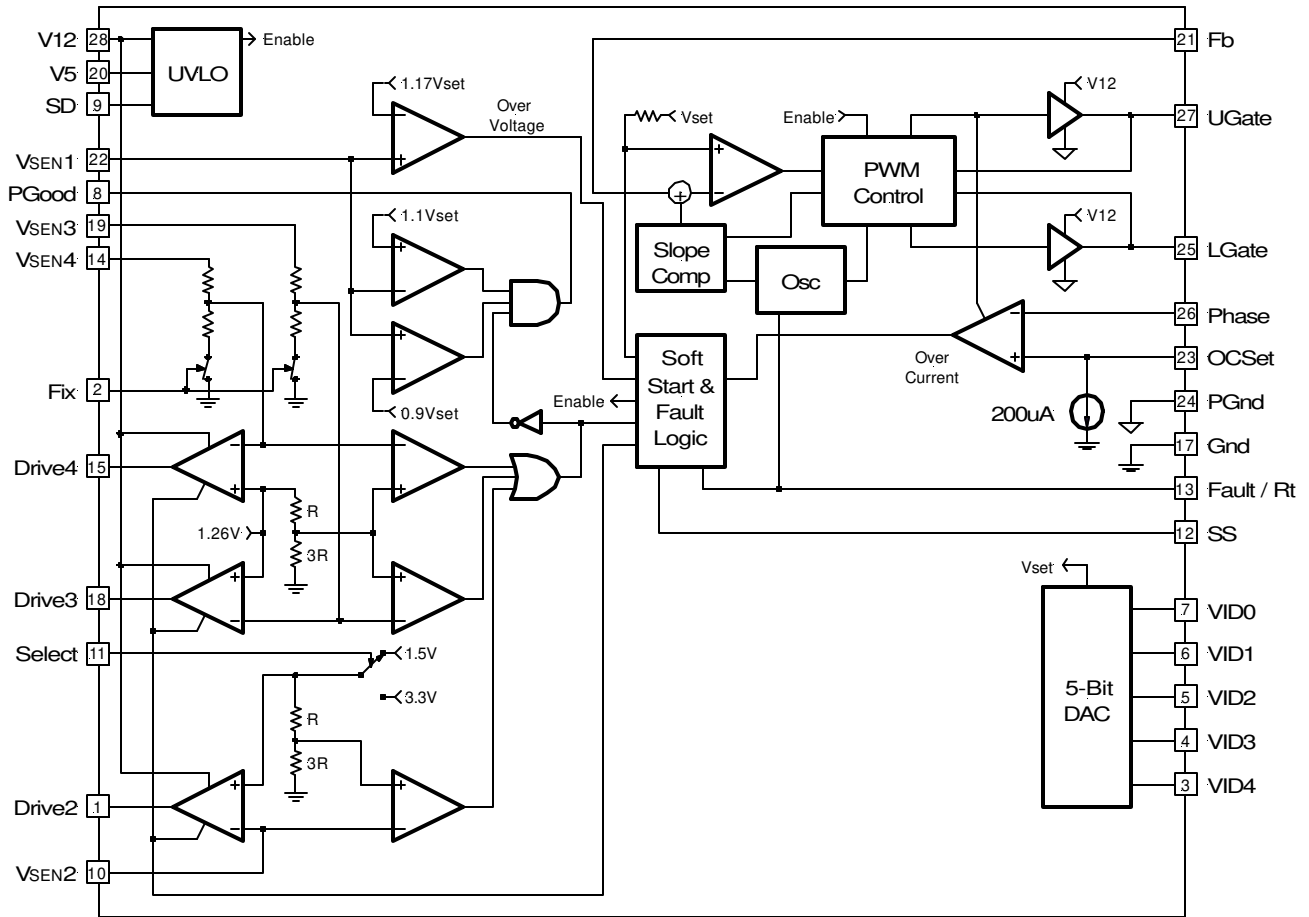 V12 28
V5 20
SD 9
VSEN1 22
PGood 8
VSEN3 19
VSEN4 14
Fix 2
Drive4 15
Drive3 18
Select 11
Drive2 1
VSEN2 10
UVLO
Enable
1.17Vset
Over
Voltage
1.1Vset
0.9Vset
1.26V
R
3R
1.5V
3.3V
R
3R
Vset
Enable
PWM
Control
V12
V12
Slope
Comp
Osc
Soft
Start &
Fault
Logic
Enable
Over
Current
200uA
Vset
5-Bit
DAC
21 Fb
27 UGate
25 LGate
26 Phase
23 OCSet
24 PGnd
17 Gnd
13 Fault / Rt
12 SS
7 VID0
6 VID1
5 VID2
4 VID3
3 VID4